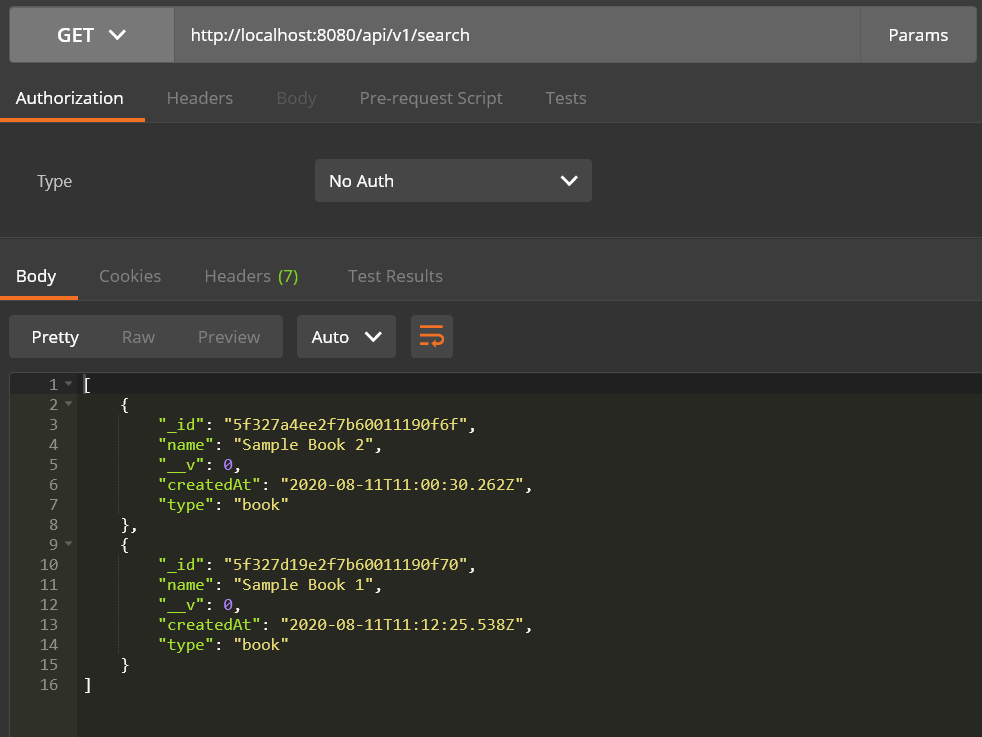 GET http://localhost:8080/api/v1/search Params
Authorization Headers Body Pre-request Script Tests
Type No Auth
Body Cookies Headers (7) Test Results
Pretty Raw Preview Auto
1 [
2 {
3 "_id": "5f327a4ee2f7b60011190f6f",
4 "name": "Sample Book 2",
5 "__v": 0,
6 "createdAt": "2020-08-11T11:00:30.262Z",
7 "type": "book"
8 },
9 {
10 "_id": "5f327d19e2f7b60011190f70",
11 "name": "Sample Book 1",
12 "__v": 0,
13 "createdAt": "2020-08-11T11:12:25.538Z",
14 "type": "book"
15 }
16 ]